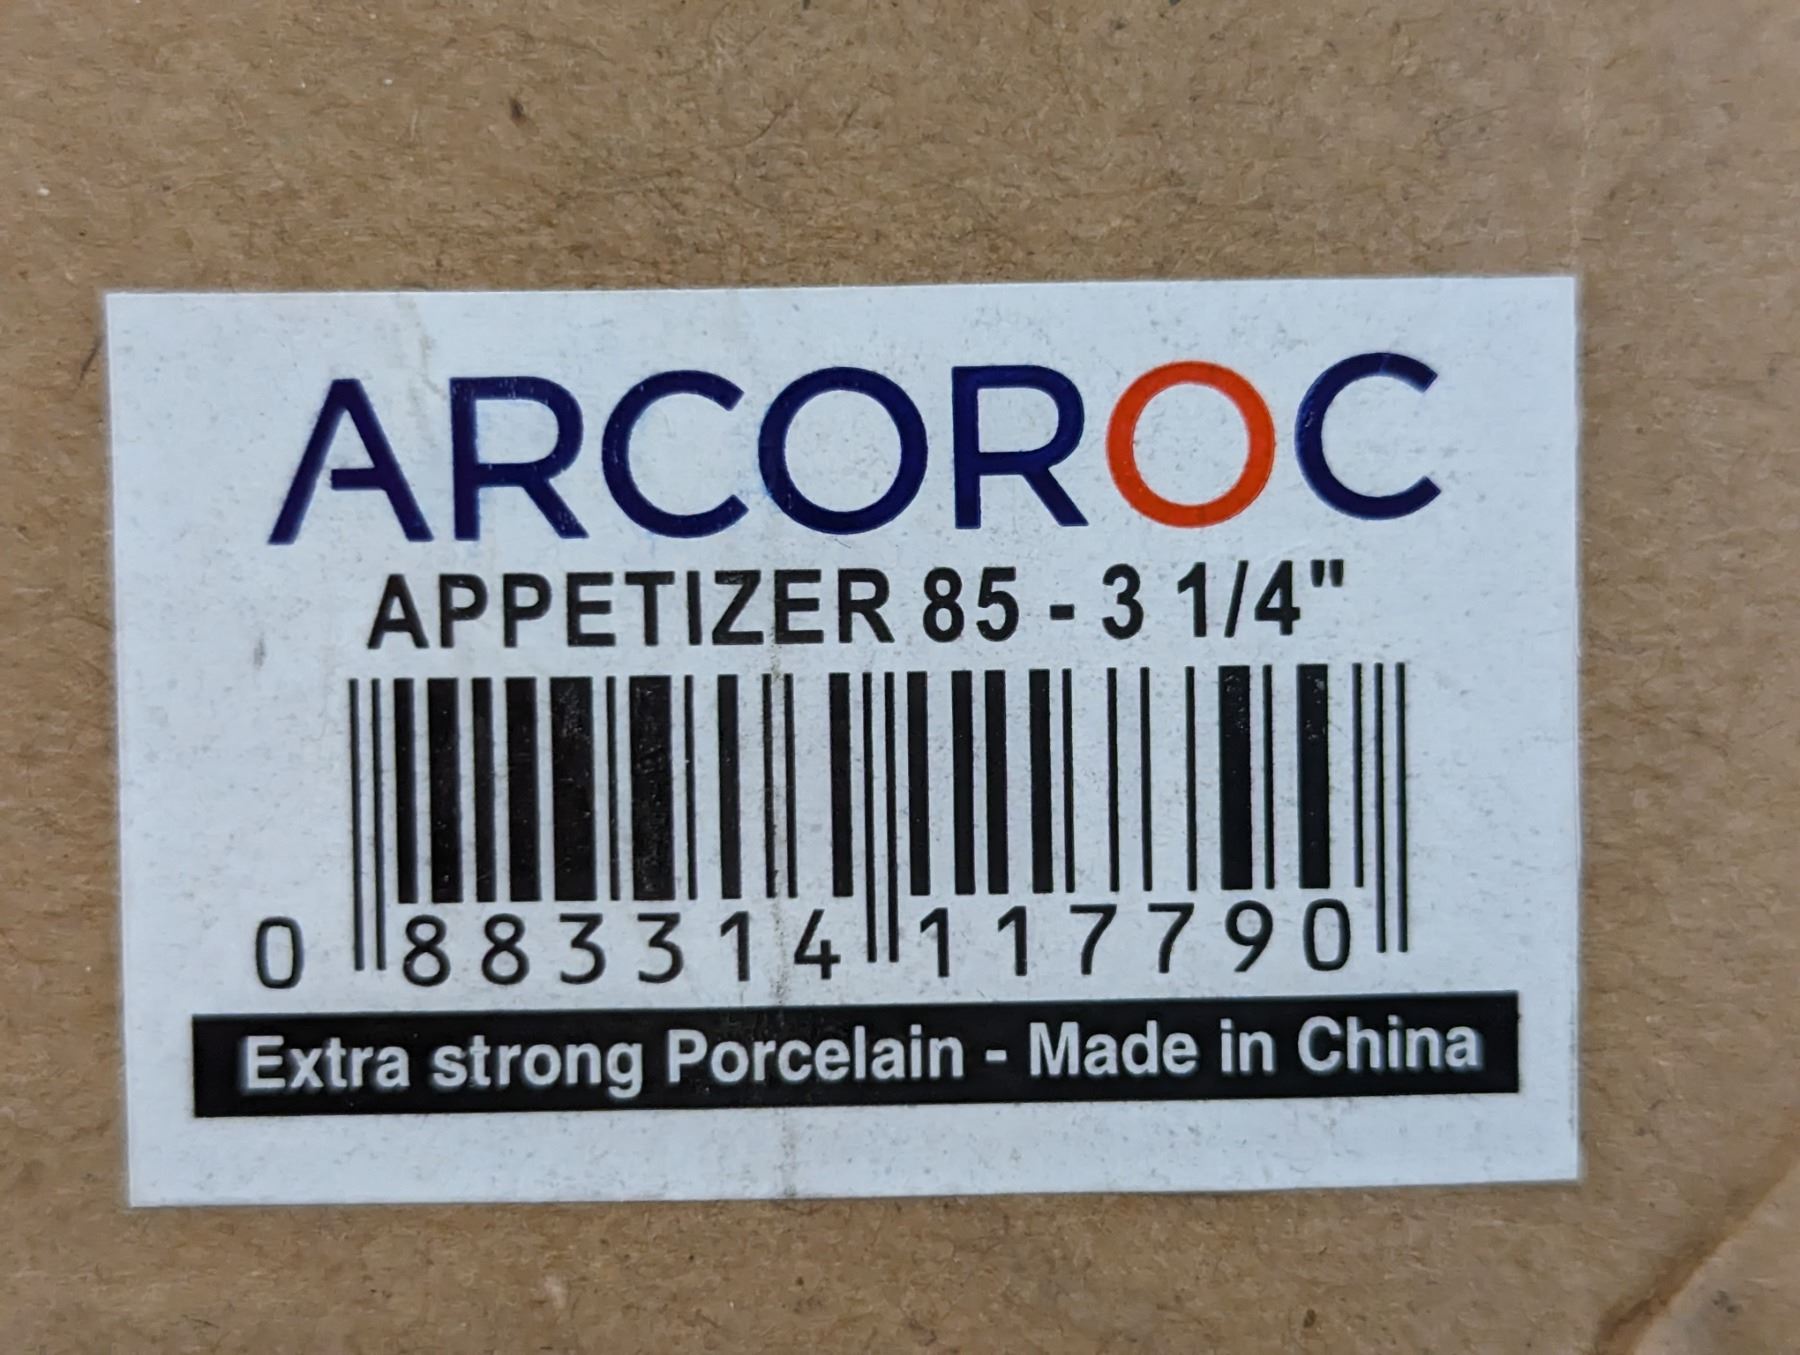 ARCOROC
APPETIZER 85 - 3 1/4"
0 883314 117790
Extra strong Porcelain - Made in China